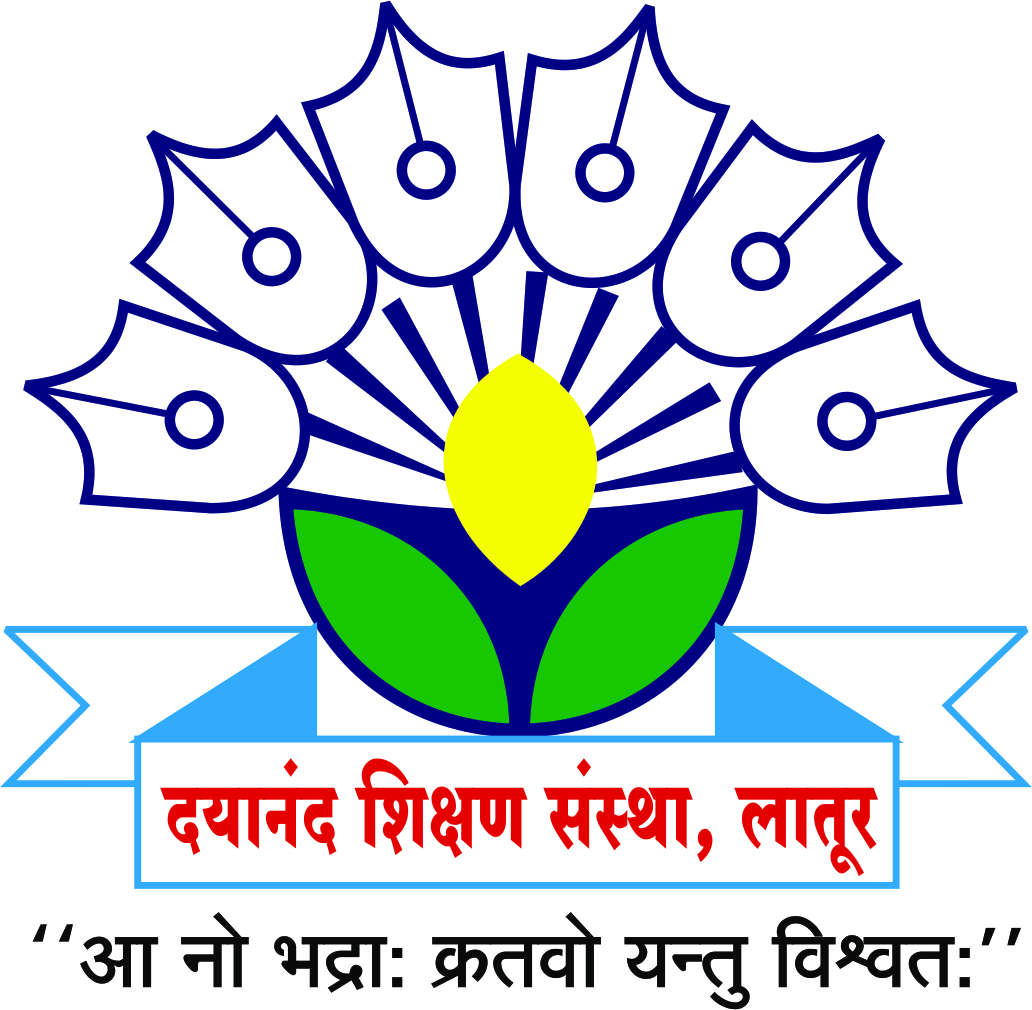 दयानंद शिक्षण संस्था, लातूर
‘‘आ नो भद्रा: क्रतवो यन्तु विश्वत:’’